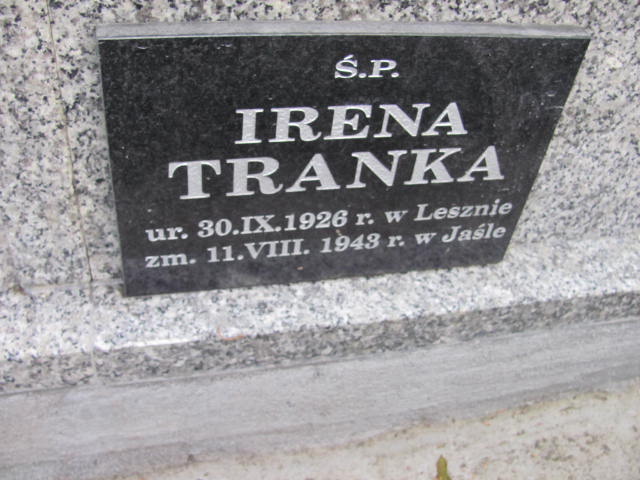 Ś.P.
IRENA
TRANKA
ur. 30.IX.1926 r. w Lesznie
zm. 11.VIII. 1943 r. w Jaśle